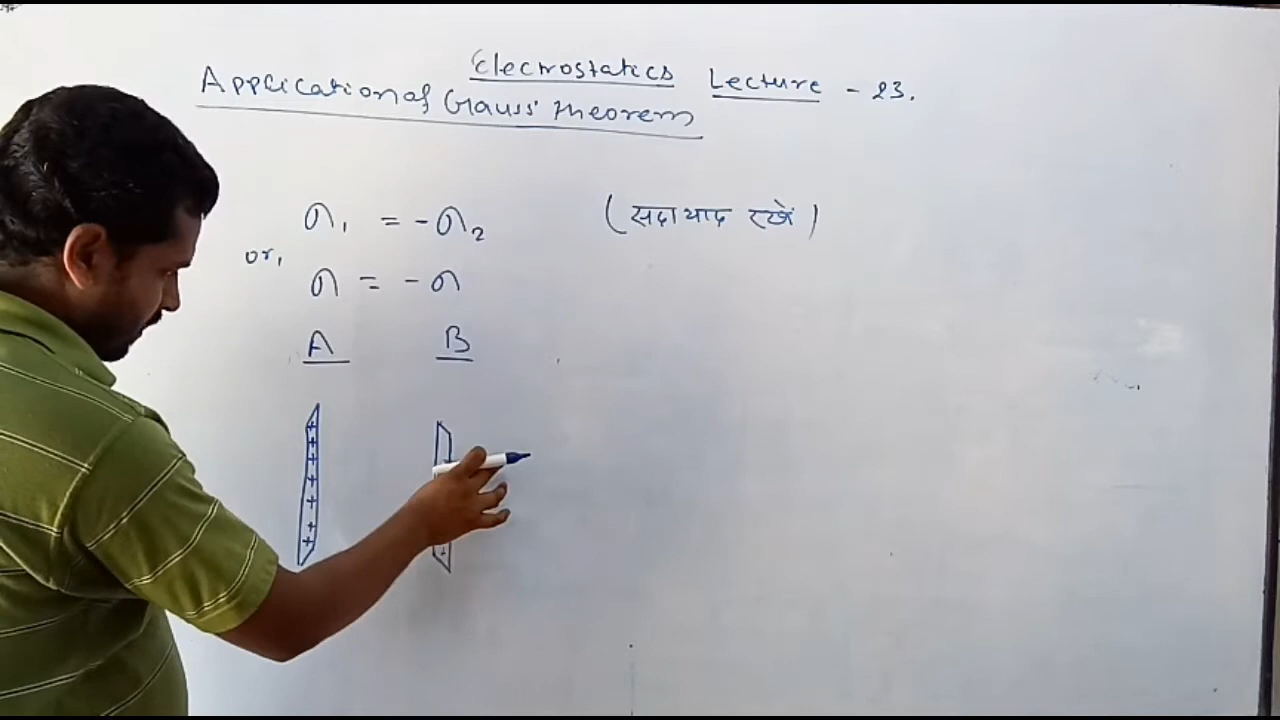 Electrostatics Lecture - 23.
Application of Gauss' Theorem
σ₁ = -σ₂ (सदा याद रखें)
or,
σ = -σ
A B
+
+
+
+
+
+
+